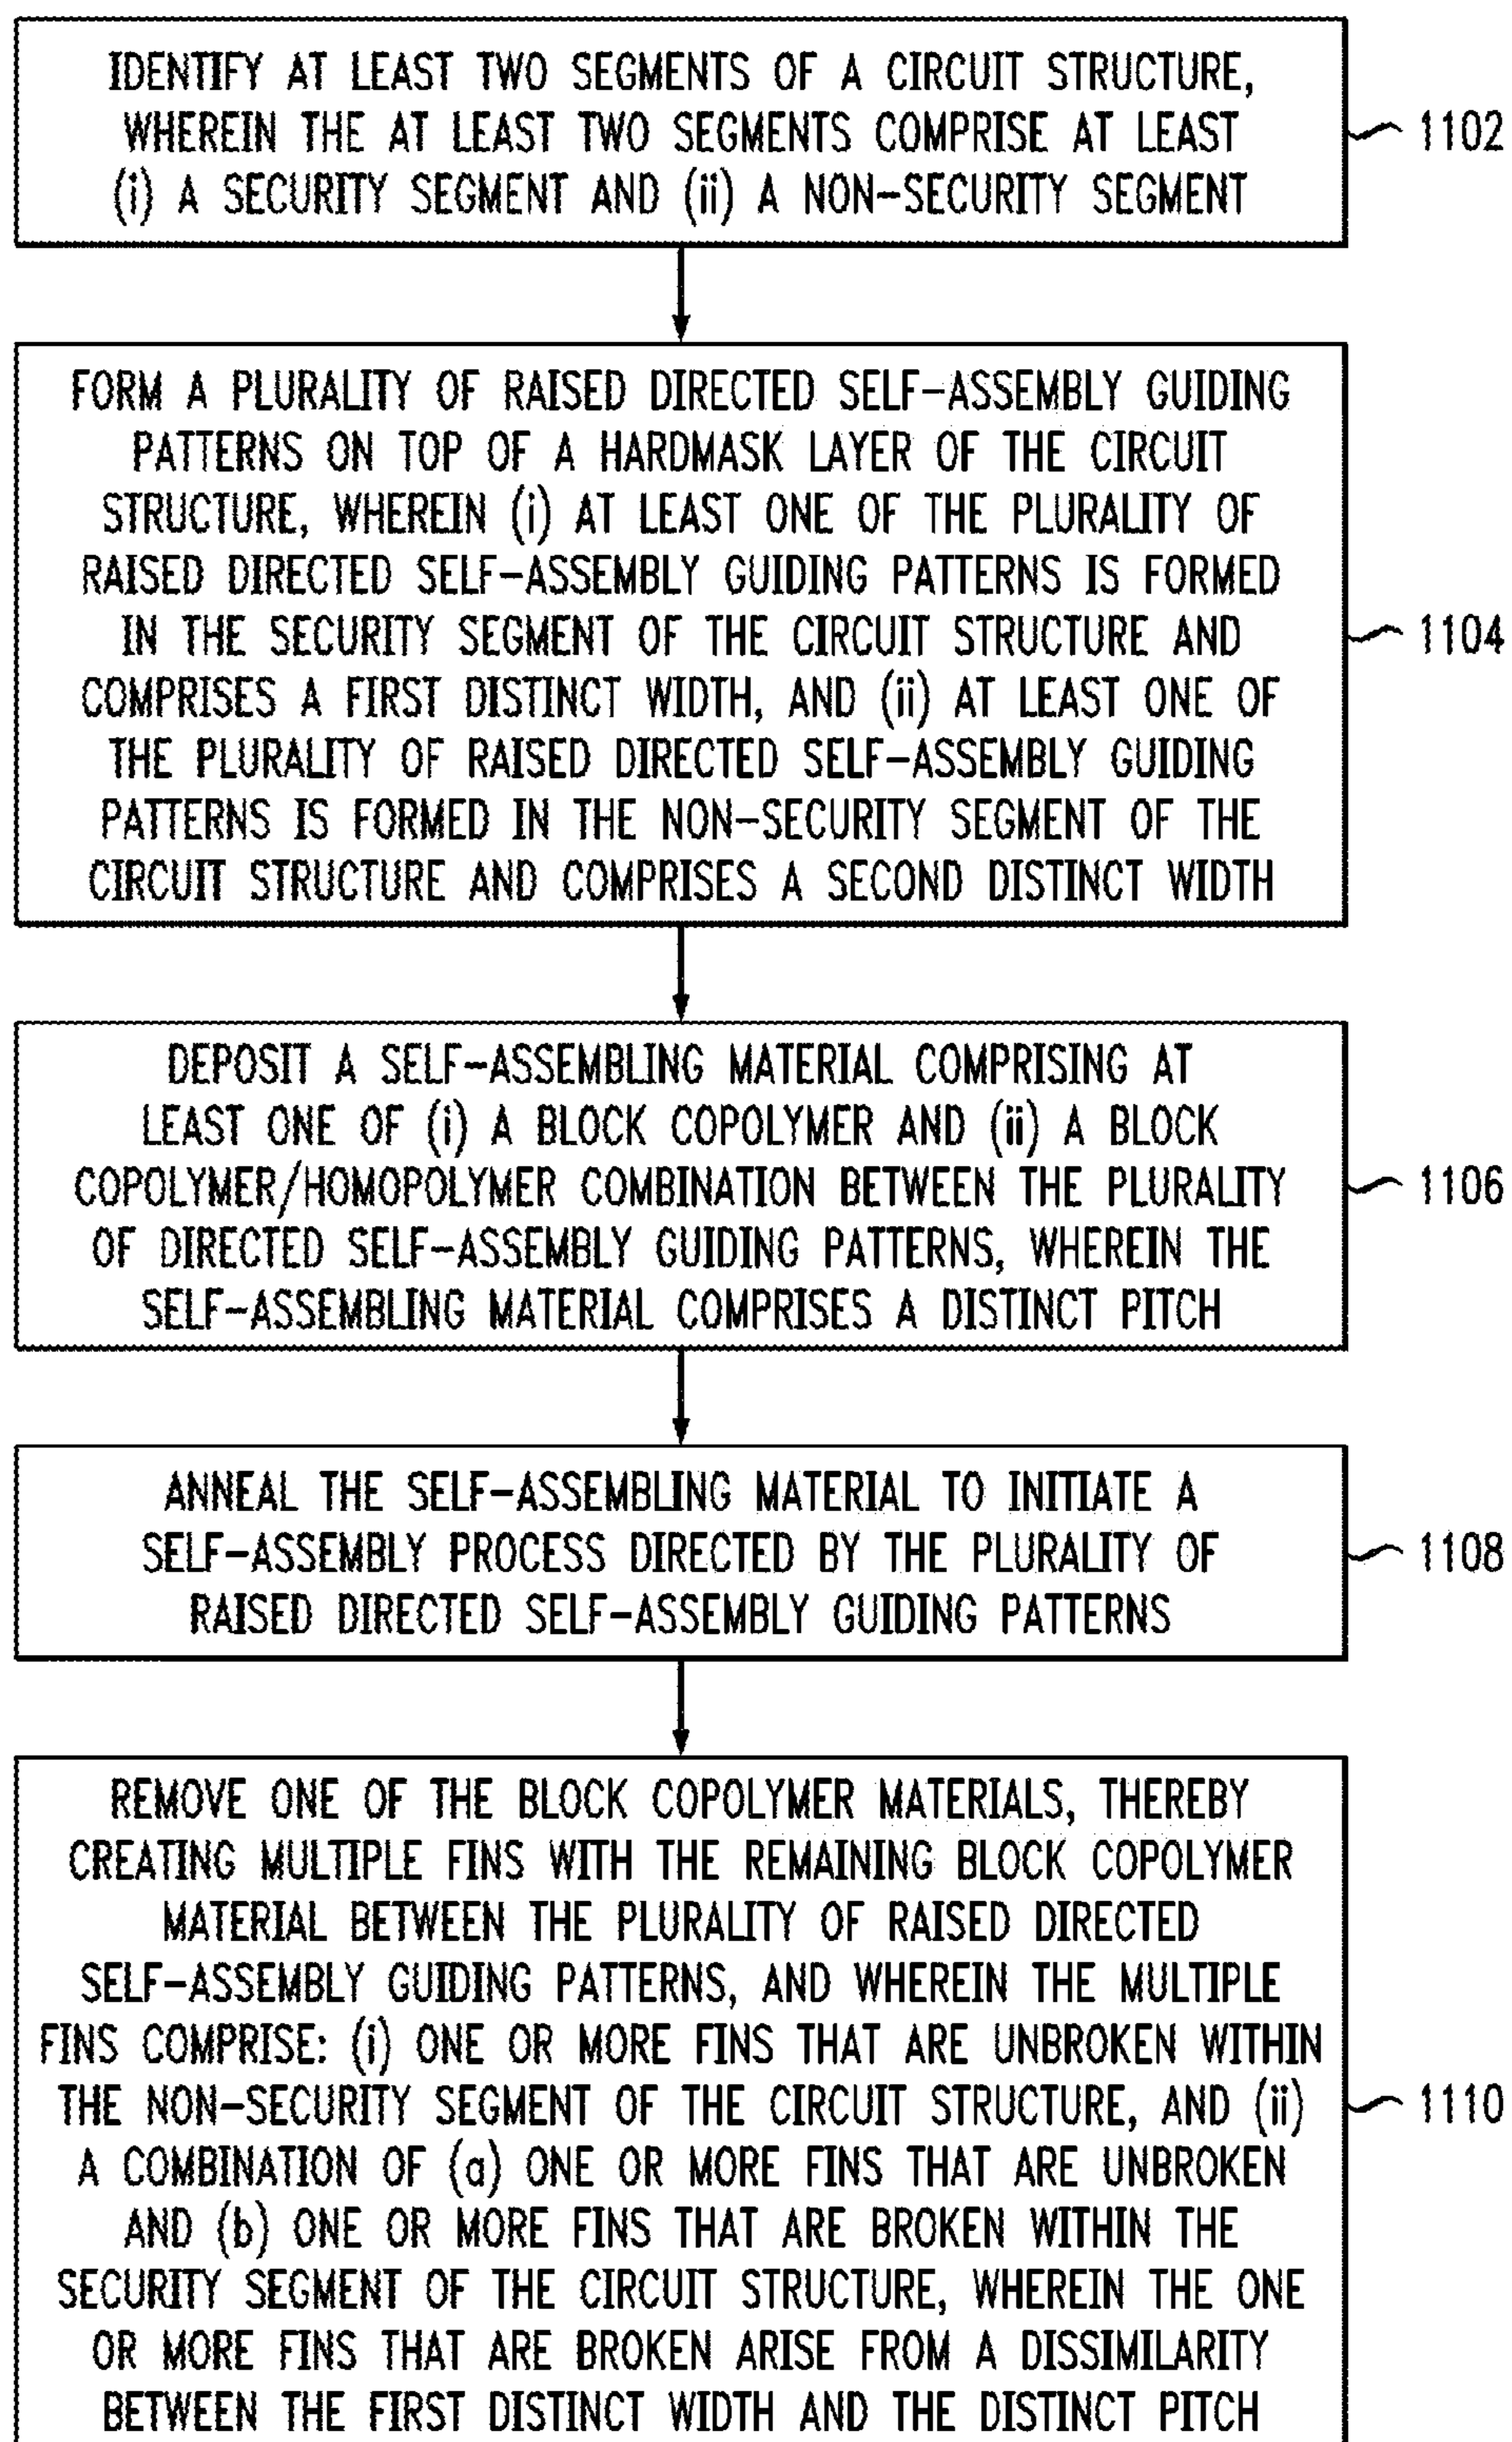 IDENTIFY AT LEAST TWO SEGMENTS OF A CIRCUIT STRUCTURE,
WHEREIN THE AT LEAST TWO SEGMENTS COMPRISE AT LEAST
(i) A SECURITY SEGMENT AND (ii) A NON-SECURITY SEGMENT
1102
FORM A PLURALITY OF RAISED DIRECTED SELF-ASSEMBLY GUIDING
PATTERNS ON TOP OF A HARDMASK LAYER OF THE CIRCUIT
STRUCTURE, WHEREIN (i) AT LEAST ONE OF THE PLURALITY OF
RAISED DIRECTED SELF-ASSEMBLY GUIDING PATTERNS IS FORMED
IN THE SECURITY SEGMENT OF THE CIRCUIT STRUCTURE AND
COMPRISES A FIRST DISTINCT WIDTH, AND (ii) AT LEAST ONE OF
THE PLURALITY OF RAISED DIRECTED SELF-ASSEMBLY GUIDING
PATTERNS IS FORMED IN THE NON-SECURITY SEGMENT OF THE
CIRCUIT STRUCTURE AND COMPRISES A SECOND DISTINCT WIDTH
1104
DEPOSIT A SELF-ASSEMBLING MATERIAL COMPRISING AT
LEAST ONE OF (i) A BLOCK COPOLYMER AND (ii) A BLOCK
COPOLYMER/HOMOPOLYMER COMBINATION BETWEEN THE PLURALITY
OF DIRECTED SELF-ASSEMBLY GUIDING PATTERNS, WHEREIN THE
SELF-ASSEMBLING MATERIAL COMPRISES A DISTINCT PITCH
1106
ANNEAL THE SELF-ASSEMBLING MATERIAL TO INITIATE A
SELF-ASSEMBLY PROCESS DIRECTED BY THE PLURALITY OF
RAISED DIRECTED SELF-ASSEMBLY GUIDING PATTERNS
1108
REMOVE ONE OF THE BLOCK COPOLYMER MATERIALS, THEREBY
CREATING MULTIPLE FINS WITH THE REMAINING BLOCK COPOLYMER
MATERIAL BETWEEN THE PLURALITY OF RAISED DIRECTED
SELF-ASSEMBLY GUIDING PATTERNS, AND WHEREIN THE MULTIPLE
FINS COMPRISE: (i) ONE OR MORE FINS THAT ARE UNBROKEN WITHIN
THE NON-SECURITY SEGMENT OF THE CIRCUIT STRUCTURE, AND (ii)
A COMBINATION OF (a) ONE OR MORE FINS THAT ARE UNBROKEN
AND (b) ONE OR MORE FINS THAT ARE BROKEN WITHIN THE
SECURITY SEGMENT OF THE CIRCUIT STRUCTURE, WHEREIN THE ONE
OR MORE FINS THAT ARE BROKEN ARISE FROM A DISSIMILARITY
BETWEEN THE FIRST DISTINCT WIDTH AND THE DISTINCT PITCH
1110